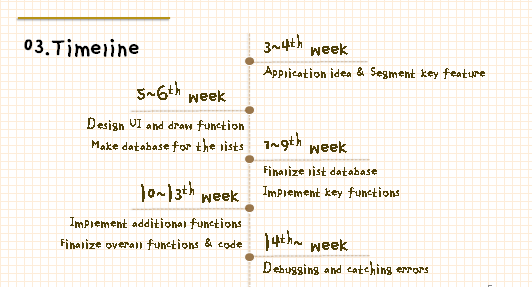 03.Timeline
3~4th week
Application idea & Segment key feature
5~6th week
Design UI and draw function
Make database for the lists
7~9th week
Finalize list database
Implement key functions
10~13th week
Implement additional functions
Finalize overall functions & code
14th~ week
Debugging and catching errors